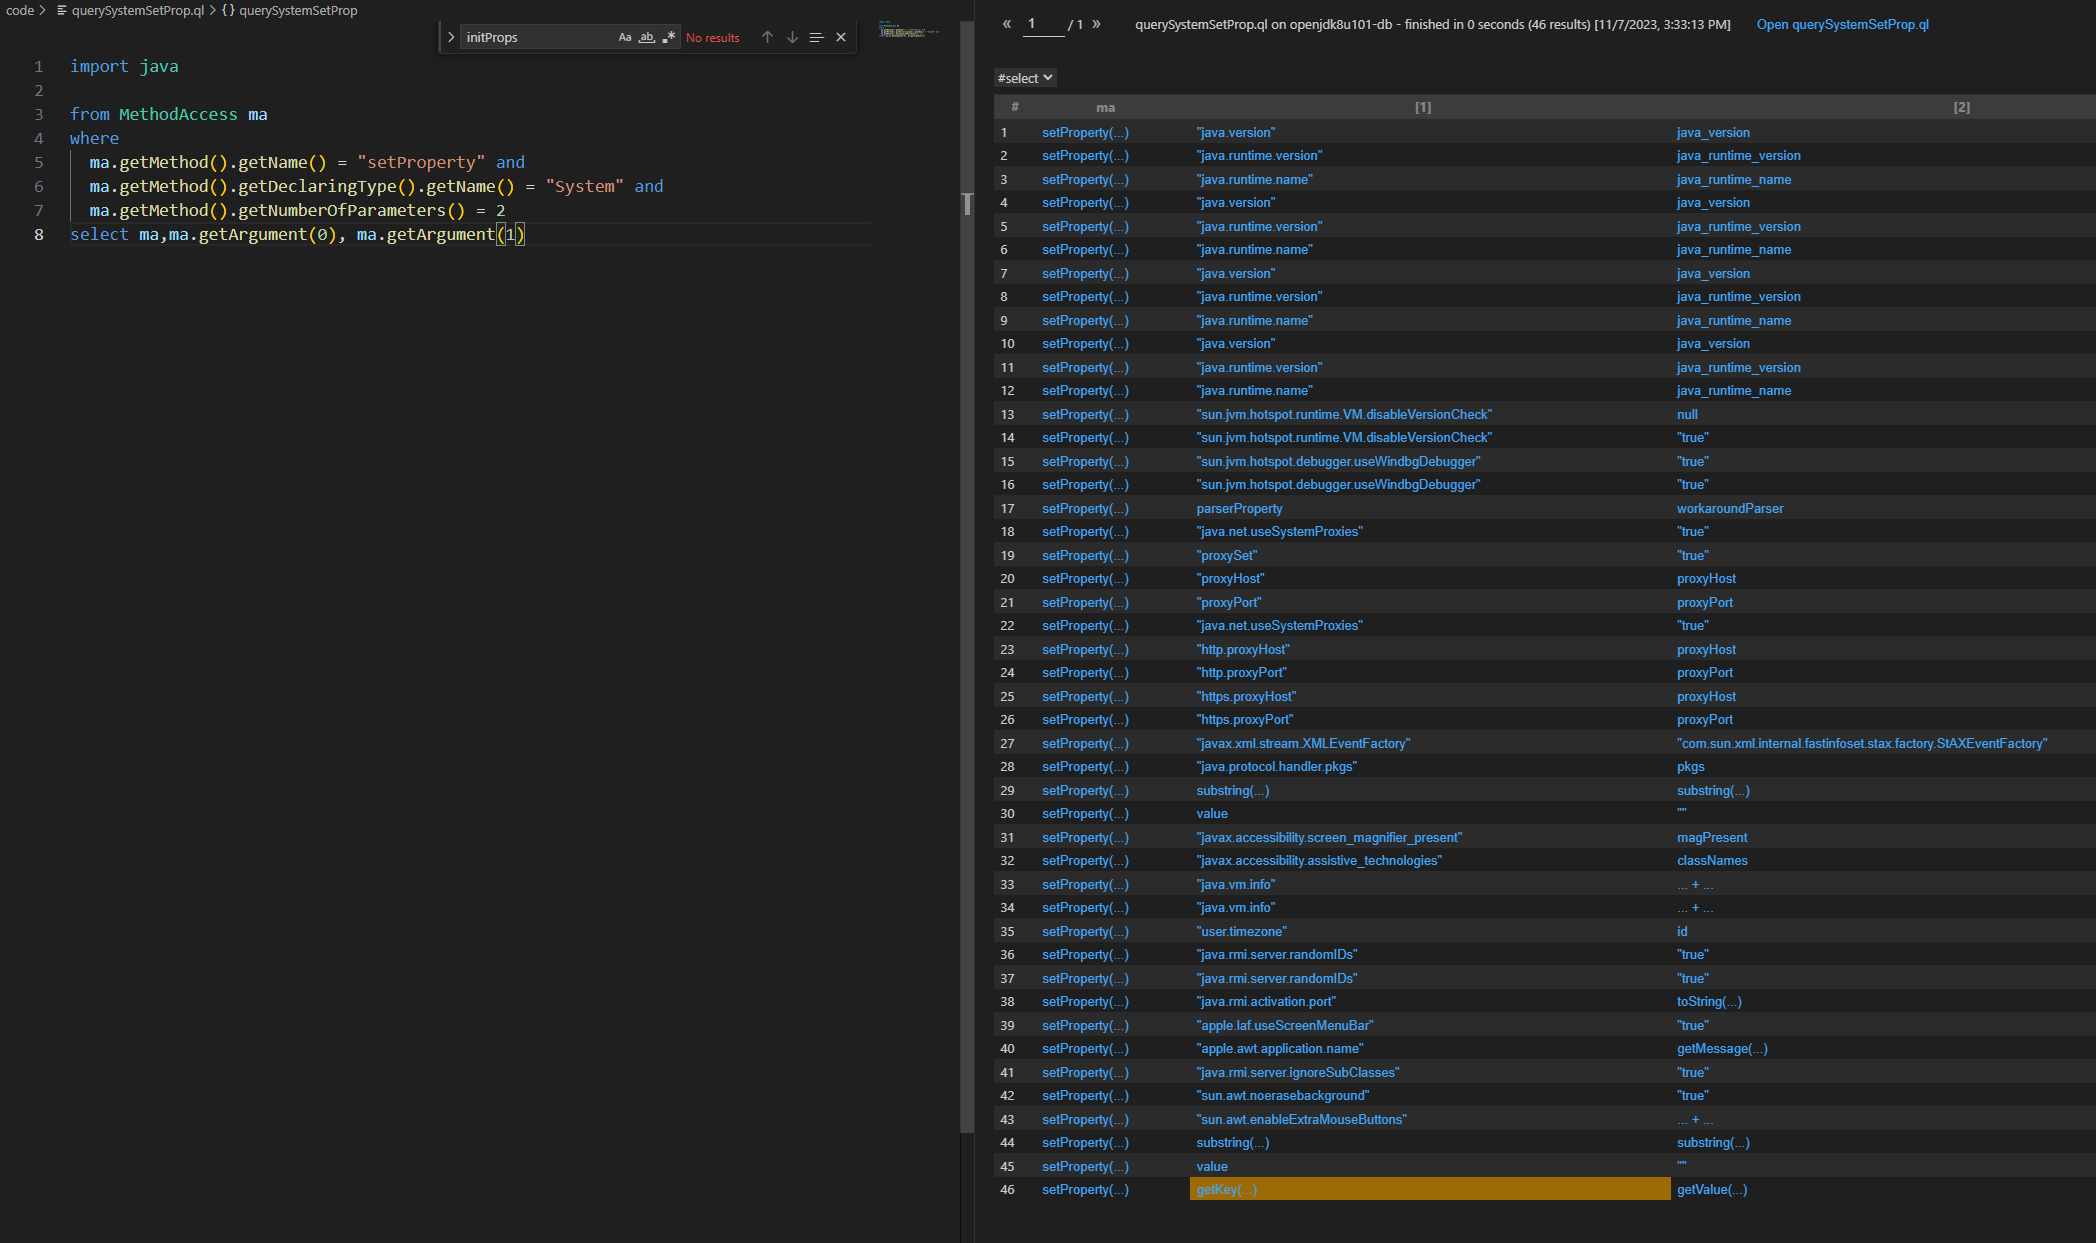 code > querySystemSetProp.ql > {} querySystemSetProp
initProps Aa ab .* No results
1 import java
2
3 from MethodAccess ma
4 where
5 ma.getMethod().getName() = "setProperty" and
6 ma.getMethod().getDeclaringType().getName() = "System" and
7 ma.getMethod().getNumberOfParameters() = 2
8 select ma,ma.getArgument(0), ma.getArgument(1)
« 1 / 1 » querySystemSetProp.ql on openjdk8u101-db - finished in 0 seconds (46 results) [11/7/2023, 3:33:13 PM] Open querySystemSetProp.ql
#select
# ma [1] [2]
1 setProperty(...) "java.version" java_version
2 setProperty(...) "java.runtime.version" java_runtime_version
3 setProperty(...) "java.runtime.name" java_runtime_name
4 setProperty(...) "java.version" java_version
5 setProperty(...) "java.runtime.version" java_runtime_version
6 setProperty(...) "java.runtime.name" java_runtime_name
7 setProperty(...) "java.version" java_version
8 setProperty(...) "java.runtime.version" java_runtime_version
9 setProperty(...) "java.runtime.name" java_runtime_name
10 setProperty(...) "java.version" java_version
11 setProperty(...) "java.runtime.version" java_runtime_version
12 setProperty(...) "java.runtime.name" java_runtime_name
13 setProperty(...) "sun.jvm.hotspot.runtime.VM.disableVersionCheck" null
14 setProperty(...) "sun.jvm.hotspot.runtime.VM.disableVersionCheck" "true"
15 setProperty(...) "sun.jvm.hotspot.debugger.useWindbgDebugger" "true"
16 setProperty(...) "sun.jvm.hotspot.debugger.useWindbgDebugger" "true"
17 setProperty(...) parserProperty workaroundParser
18 setProperty(...) "java.net.useSystemProxies" "true"
19 setProperty(...) "proxySet" "true"
20 setProperty(...) "proxyHost" proxyHost
21 setProperty(...) "proxyPort" proxyPort
22 setProperty(...) "java.net.useSystemProxies" "true"
23 setProperty(...) "http.proxyHost" proxyHost
24 setProperty(...) "http.proxyPort" proxyPort
25 setProperty(...) "https.proxyHost" proxyHost
26 setProperty(...) "https.proxyPort" proxyPort
27 setProperty(...) "javax.xml.stream.XMLEventFactory" "com.sun.xml.internal.fastinfoset.stax.factory.StAXEventFactory"
28 setProperty(...) "java.protocol.handler.pkgs" pkgs
29 setProperty(...) substring(...) substring(...)
30 setProperty(...) value ""
31 setProperty(...) "javax.accessibility.screen_magnifier_present" magPresent
32 setProperty(...) "javax.accessibility.assistive_technologies" classNames
33 setProperty(...) "java.vm.info" ... + ...
34 setProperty(...) "java.vm.info" ... + ...
35 setProperty(...) "user.timezone" id
36 setProperty(...) "java.rmi.server.randomIDs" "true"
37 setProperty(...) "java.rmi.server.randomIDs" "true"
38 setProperty(...) "java.rmi.activation.port" toString(...)
39 setProperty(...) "apple.laf.useScreenMenuBar" "true"
40 setProperty(...) "apple.awt.application.name" getMessage(...)
41 setProperty(...) "java.rmi.server.ignoreSubClasses" "true"
42 setProperty(...) "sun.awt.noerasebackground" "true"
43 setProperty(...) "sun.awt.enableExtraMouseButtons" ... + ...
44 setProperty(...) substring(...) substring(...)
45 setProperty(...) value ""
46 setProperty(...) getKey(...) getValue(...)